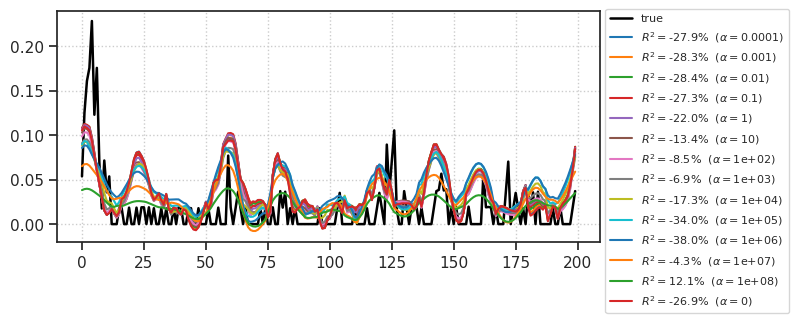 0.20
0.15
0.10
0.05
0.00
0 25 50 75 100 125 150 175 200
true
R² = -27.9% (α = 0.0001)
R² = -28.3% (α = 0.001)
R² = -28.4% (α = 0.01)
R² = -27.3% (α = 0.1)
R² = -22.0% (α = 1)
R² = -13.4% (α = 10)
R² = -8.5% (α = 1e+02)
R² = -6.9% (α = 1e+03)
R² = -17.3% (α = 1e+04)
R² = -34.0% (α = 1e+05)
R² = -38.0% (α = 1e+06)
R² = -4.3% (α = 1e+07)
R² = 12.1% (α = 1e+08)
R² = -26.9% (α = 0)